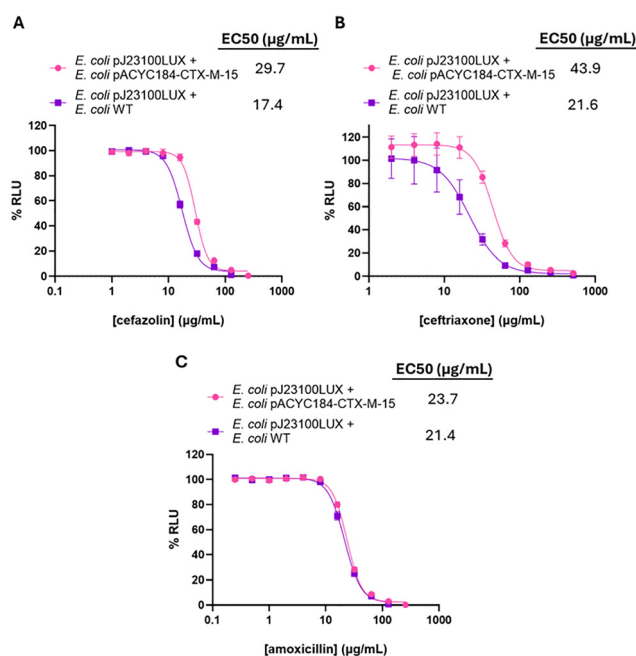 A
EC50 (µg/mL)
E. coli pJ23100LUX +
E. coli pACYC184-CTX-M-15
29.7
E. coli pJ23100LUX +
E. coli WT
17.4
120
100
80
60
40
20
0
% RLU
0.1
1
10
100
1000
[cefazolin] (µg/mL)
B
EC50 (µg/mL)
E. coli pJ23100LUX +
E. coli pACYC184-CTX-M-15
43.9
E. coli pJ23100LUX +
E. coli WT
21.6
120
100
80
60
40
20
0
% RLU
1
10
100
1000
[ceftriaxone] (µg/mL)
C
EC50 (µg/mL)
E. coli pJ23100LUX +
E. coli pACYC184-CTX-M-15
23.7
E. coli pJ23100LUX +
E. coli WT
21.4
120
100
80
60
40
20
0
% RLU
0.1
1
10
100
1000
[amoxicillin] (µg/mL)